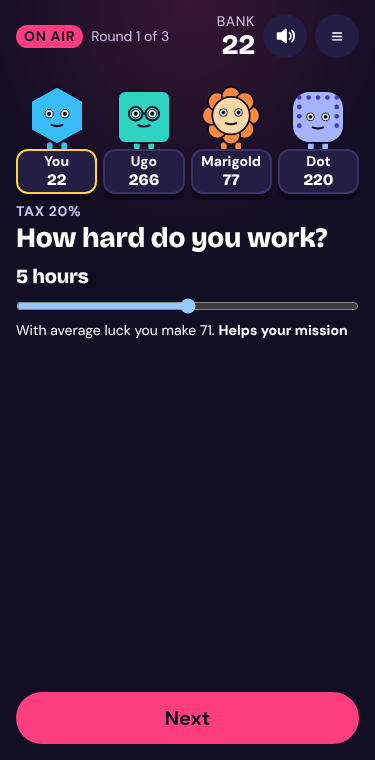 ON AIR
Round 1 of 3
BANK
22
You
22
Ugo
266
Marigold
77
Dot
220
TAX 20%
How hard do you work?
5 hours
With average luck you make 71. Helps your mission
Next